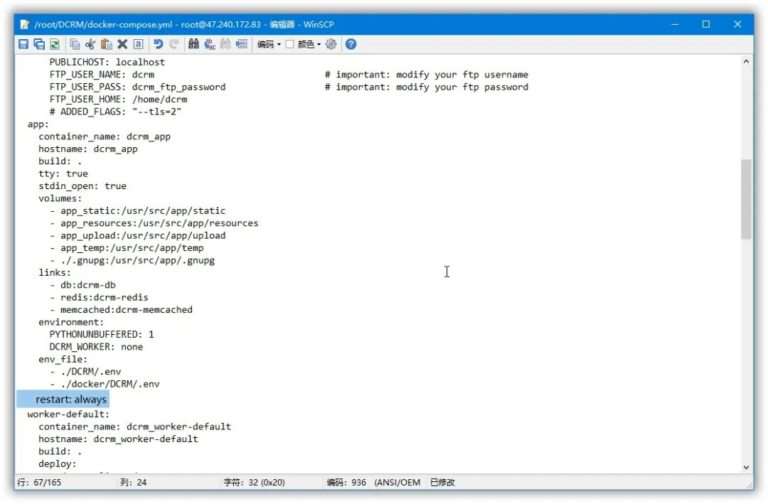 /root/DCRM/docker-compose.yml - root@47.240.172.83 - 编辑器 - WinSCP
编码 颜色
PUBLICHOST: localhost
FTP_USER_NAME: dcrm # important: modify your ftp username
FTP_USER_PASS: dcrm_ftp_password # important: modify your ftp password
FTP_USER_HOME: /home/dcrm
# ADDED_FLAGS: "--tls=2"
app:
container_name: dcrm_app
hostname: dcrm_app
build: .
tty: true
stdin_open: true
volumes:
- app_static:/usr/src/app/static
- app_resources:/usr/src/app/resources
- app_upload:/usr/src/app/upload
- app_temp:/usr/src/app/temp
- ./.gnupg:/usr/src/app/.gnupg
links:
- db:dcrm-db
- redis:dcrm-redis
- memcached:dcrm-memcached
environment:
PYTHONUNBUFFERED: 1
DCRM_WORKER: none
env_file:
- ./DCRM/.env
- ./docker/DCRM/.env
restart: always
worker-default:
container_name: dcrm_worker-default
hostname: dcrm_worker-default
build: .
deploy:
行: 67/165 列: 24 字符: 32 (0x20) 编码: 936 (ANSI/OEM 已修改